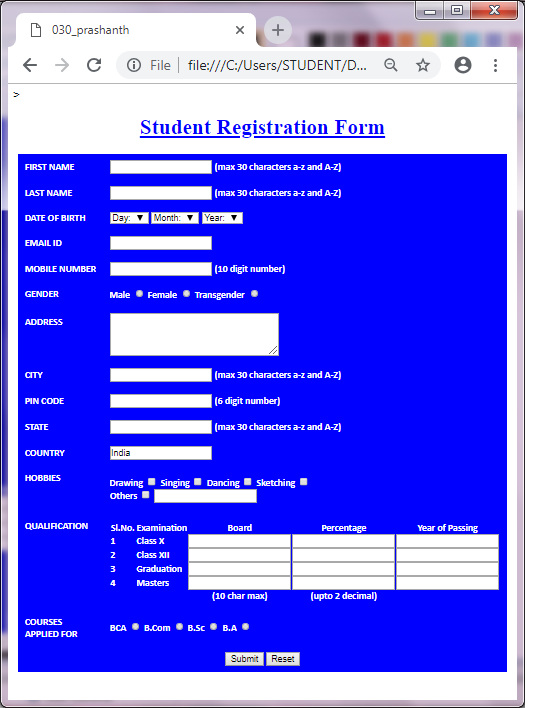 030_prashanth
File file:///C:/Users/STUDENT/D...
>
Student Registration Form
FIRST NAME (max 30 characters a-z and A-Z)
LAST NAME (max 30 characters a-z and A-Z)
DATE OF BIRTH Day: Month: Year:
EMAIL ID
MOBILE NUMBER (10 digit number)
GENDER Male Female Transgender
ADDRESS
CITY (max 30 characters a-z and A-Z)
PIN CODE (6 digit number)
STATE (max 30 characters a-z and A-Z)
COUNTRY India
HOBBIES Drawing Singing Dancing Sketching
Others
QUALIFICATION Sl.No. Examination Board Percentage Year of Passing
1 Class X
2 Class XII
3 Graduation
4 Masters
(10 char max) (upto 2 decimal)
COURSES
APPLIED FOR BCA B.Com B.Sc B.A
Submit Reset